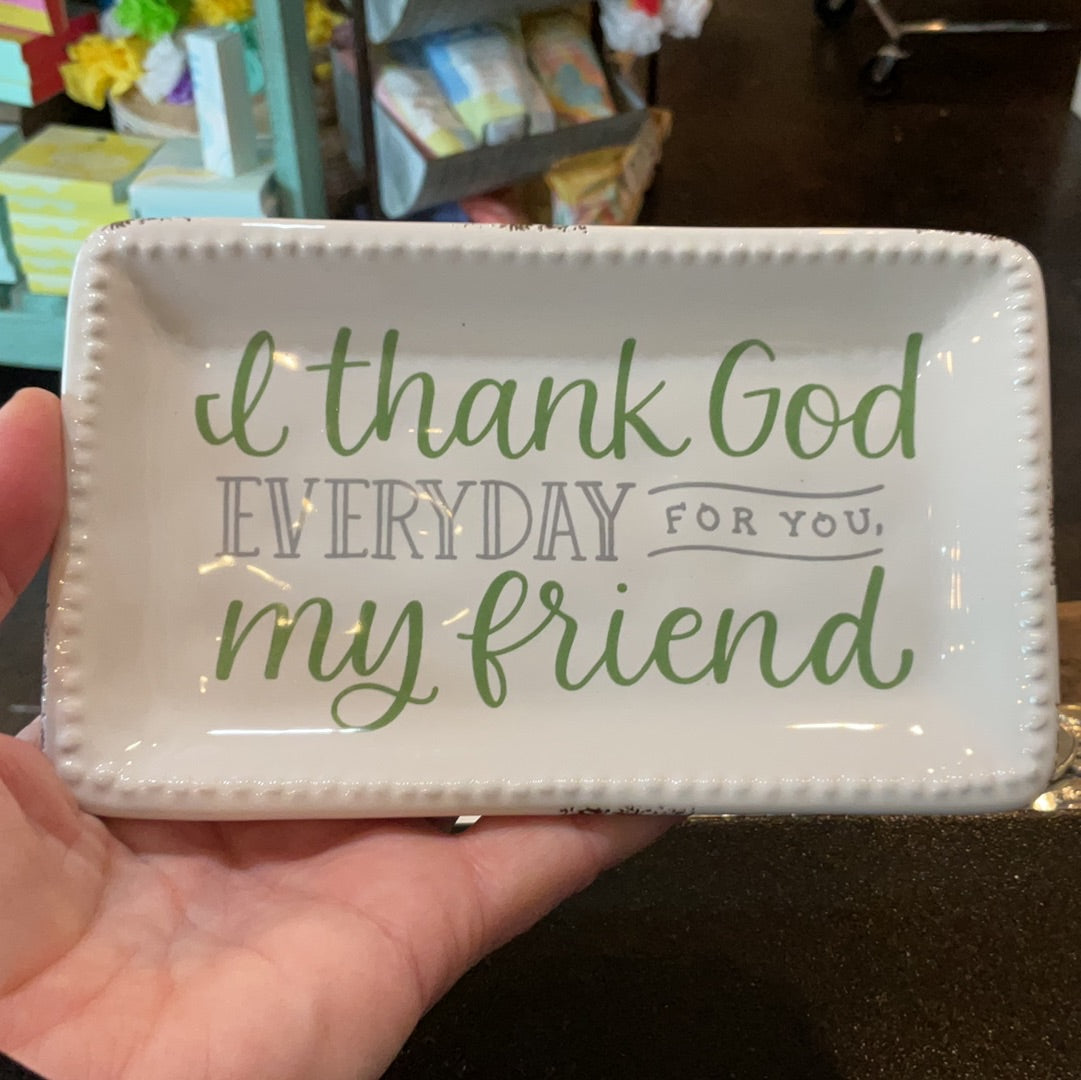 I thank God
EVERYDAY FOR YOU,
my friend